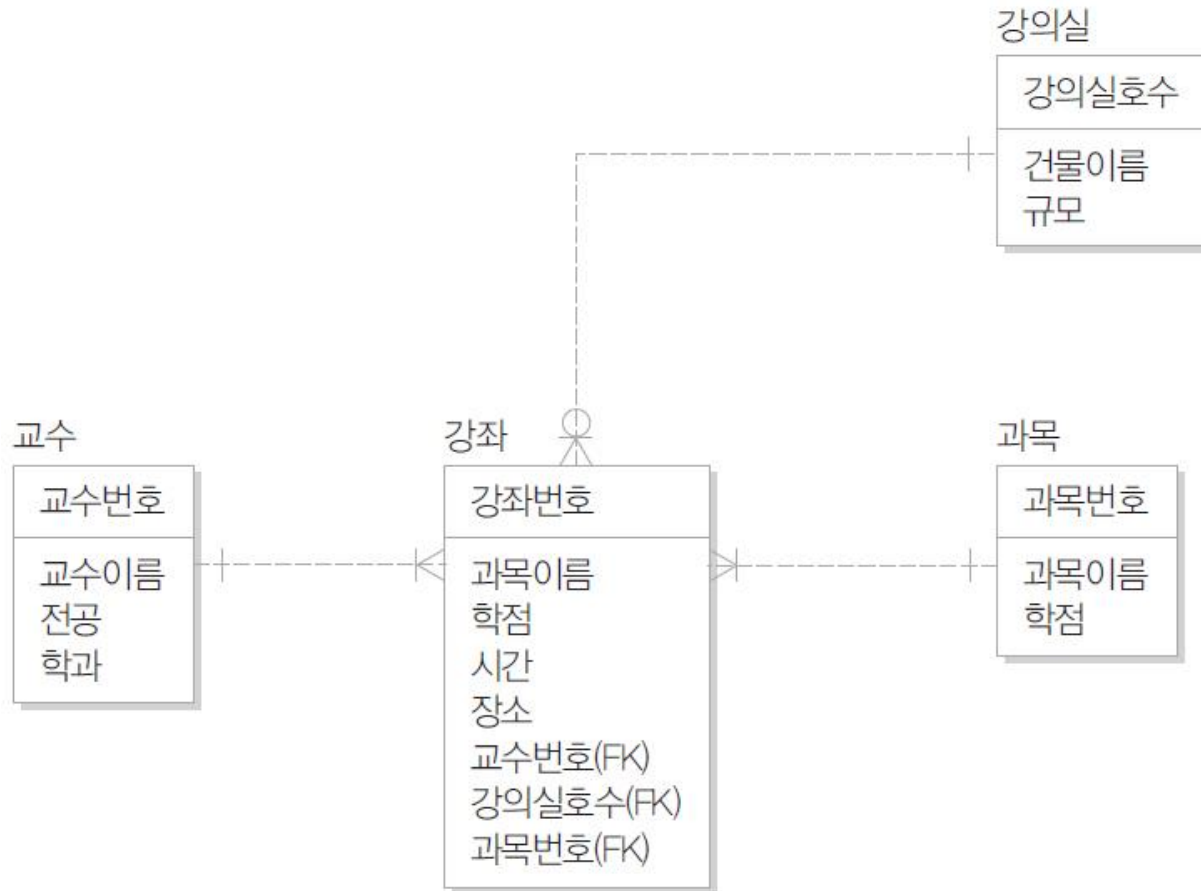 강의실
강의실호수
건물이름
규모
교수
교수번호
교수이름
전공
학과
강좌
강좌번호
과목이름
학점
시간
장소
교수번호(FK)
강의실호수(FK)
과목번호(FK)
과목
과목번호
과목이름
학점